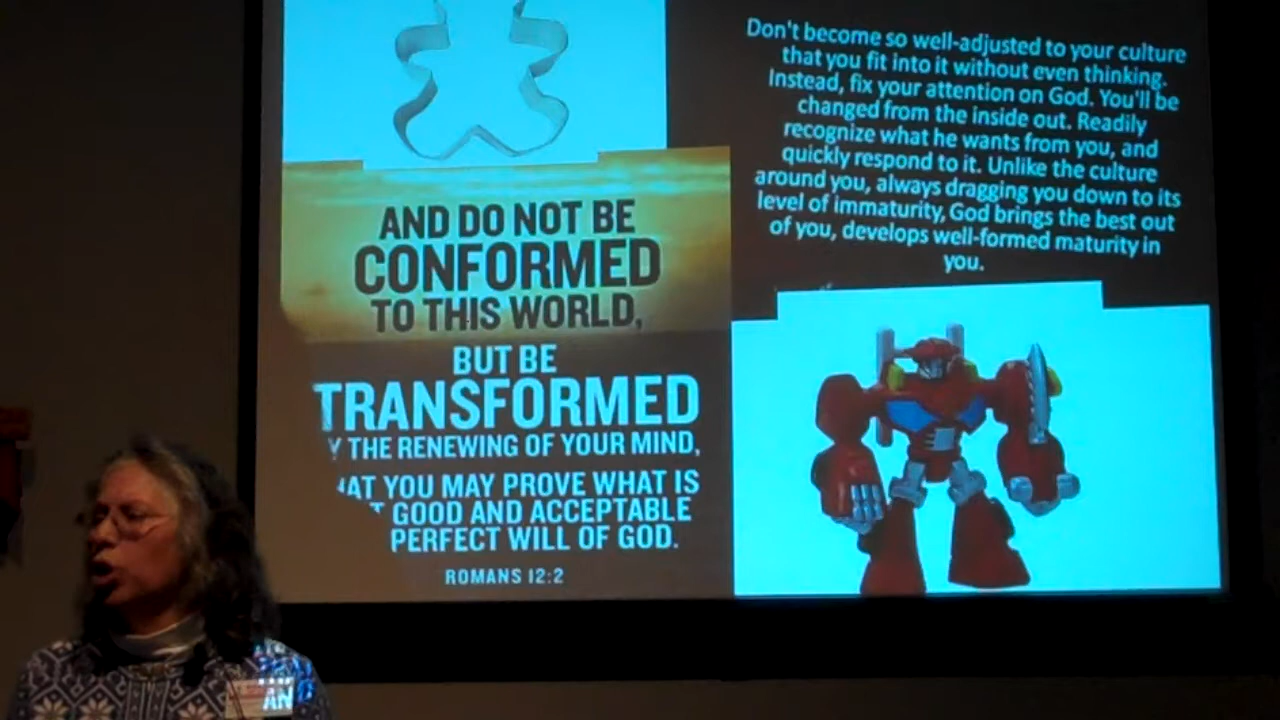 AND DO NOT BE
CONFORMED
TO THIS WORLD,
BUT BE
TRANSFORMED
Y THE RENEWING OF YOUR MIND,
AT YOU MAY PROVE WHAT IS
T GOOD AND ACCEPTABLE
PERFECT WILL OF GOD.
ROMANS 12:2
Don't become so well-adjusted to your culture
that you fit into it without even thinking.
Instead, fix your attention on God. You'll be
changed from the inside out. Readily
recognize what he wants from you, and
quickly respond to it. Unlike the culture
around you, always dragging you down to its
level of immaturity, God brings the best out
of you, develops well-formed maturity in
you.
AN